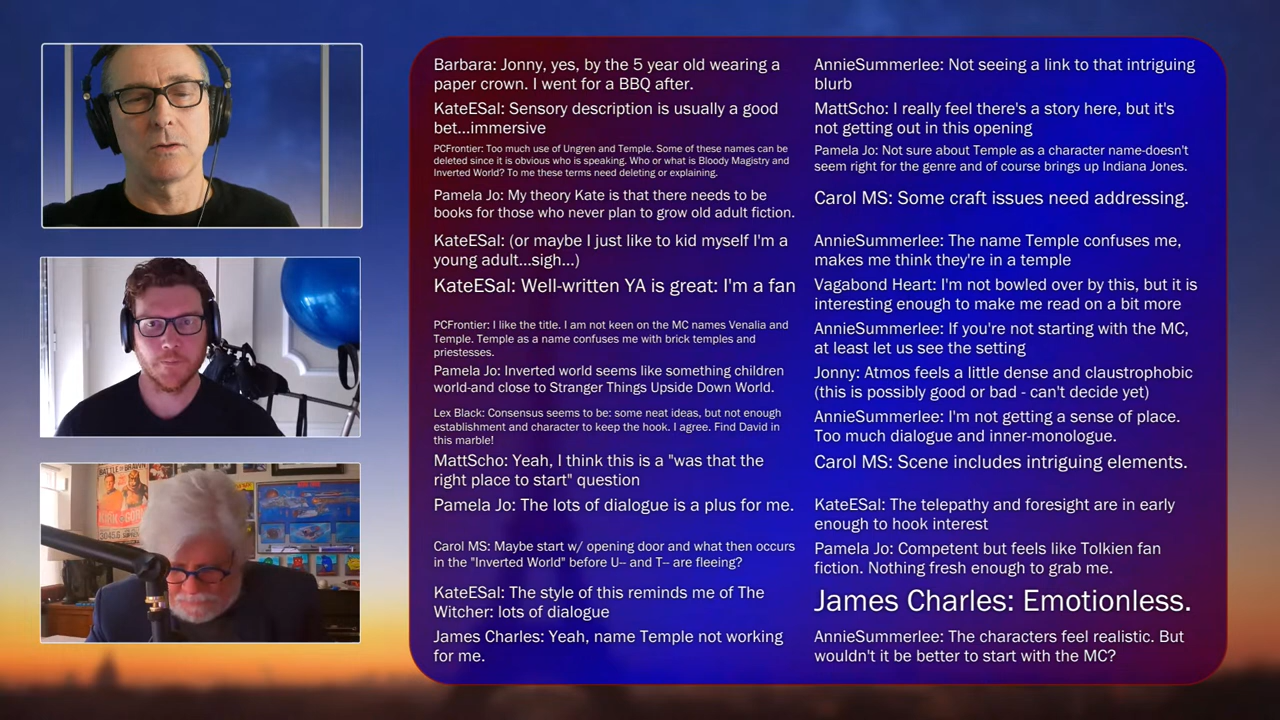 Barbara: Jonny, yes, by the 5 year old wearing a
paper crown. I went for a BBQ after.
KateESal: Sensory description is usually a good
bet...immersive
PCFrontier: Too much use of Ungren and Temple. Some of these names can be
deleted since it is obvious who is speaking. Who or what is Bloody Magistry and
Inverted World? To me these terms need deleting or explaining.
Pamela Jo: My theory Kate is that there needs to be
books for those who never plan to grow old adult fiction.
KateESal: (or maybe I just like to kid myself I'm a
young adult...sigh...)
KateESal: Well-written YA is great: I'm a fan
PCFrontier: I like the title. I am not keen on the MC names Venalia and
Temple. Temple as a name confuses me with brick temples and
priestesses.
Pamela Jo: Inverted world seems like something children
world-and close to Stranger Things Upside Down World.
Lex Black: Consensus seems to be: some neat ideas, but not enough
establishment and character to keep the hook. I agree. Find David in
this marble!
MattScho: Yeah, I think this is a "was that the
right place to start" question
Pamela Jo: The lots of dialogue is a plus for me.
Carol MS: Maybe start w/ opening door and what then occurs
in the "Inverted World" before U-- and T-- are fleeing?
KateESal: The style of this reminds me of The
Witcher: lots of dialogue
James Charles: Yeah, name Temple not working
for me.
AnnieSummerlee: Not seeing a link to that intriguing
blurb
MattScho: I really feel there's a story here, but it's
not getting out in this opening
Pamela Jo: Not sure about Temple as a character name-doesn't
seem right for the genre and of course brings up Indiana Jones.
Carol MS: Some craft issues need addressing.
AnnieSummerlee: The name Temple confuses me,
makes me think they're in a temple
Vagabond Heart: I'm not bowled over by this, but it is
interesting enough to make me read on a bit more
AnnieSummerlee: If you're not starting with the MC,
at least let us see the setting
Jonny: Atmos feels a little dense and claustrophobic
(this is possibly good or bad - can't decide yet)
AnnieSummerlee: I'm not getting a sense of place.
Too much dialogue and inner-monologue.
Carol MS: Scene includes intriguing elements.
KateESal: The telepathy and foresight are in early
enough to hook interest
Pamela Jo: Competent but feels like Tolkien fan
fiction. Nothing fresh enough to grab me.
James Charles: Emotionless.
AnnieSummerlee: The characters feel realistic. But
wouldn't it be better to start with the MC?